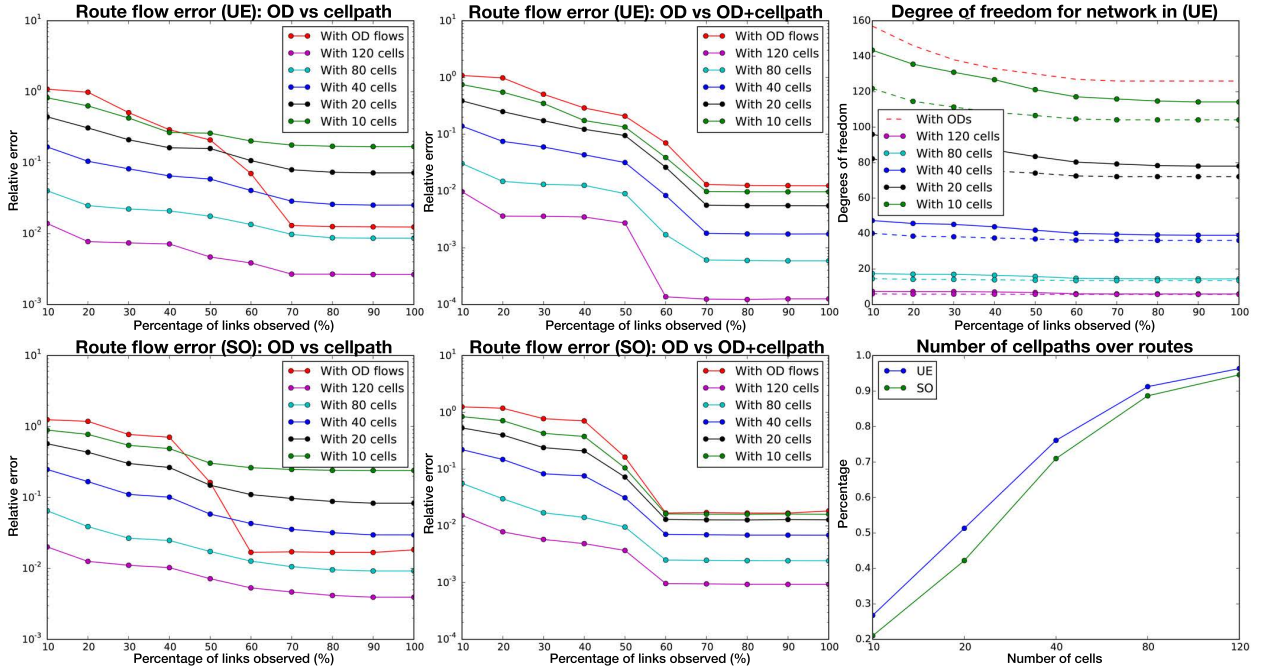 Route flow error (UE): OD vs cellpath
10^1
10^0
10^-1
10^-2
10^-3
Relative error
With OD flows
With 120 cells
With 80 cells
With 40 cells
With 20 cells
With 10 cells
10 20 30 40 50 60 70 80 90 100
Percentage of links observed (%)
Route flow error (UE): OD vs OD+cellpath
10^1
10^0
10^-1
10^-2
10^-3
10^-4
Relative error
With OD flows
With 120 cells
With 80 cells
With 40 cells
With 20 cells
With 10 cells
10 20 30 40 50 60 70 80 90 100
Percentage of links observed (%)
Degree of freedom for network in (UE)
160
140
120
100
80
60
40
20
0
Degrees of freedom
With ODs
With 120 cells
With 80 cells
With 40 cells
With 20 cells
With 10 cells
10 20 30 40 50 60 70 80 90 100
Percentage of links observed (%)
Route flow error (SO): OD vs cellpath
10^1
10^0
10^-1
10^-2
10^-3
Relative error
With OD flows
With 120 cells
With 80 cells
With 40 cells
With 20 cells
With 10 cells
10 20 30 40 50 60 70 80 90 100
Percentage of links observed (%)
Route flow error (SO): OD vs OD+cellpath
10^1
10^0
10^-1
10^-2
10^-3
10^-4
Relative error
With OD flows
With 120 cells
With 80 cells
With 40 cells
With 20 cells
With 10 cells
10 20 30 40 50 60 70 80 90 100
Percentage of links observed (%)
Number of cellpaths over routes
1.0
0.9
0.8
0.7
0.6
0.5
0.4
0.3
0.2
Percentage
UE
SO
10 20 40 80 120
Number of cells